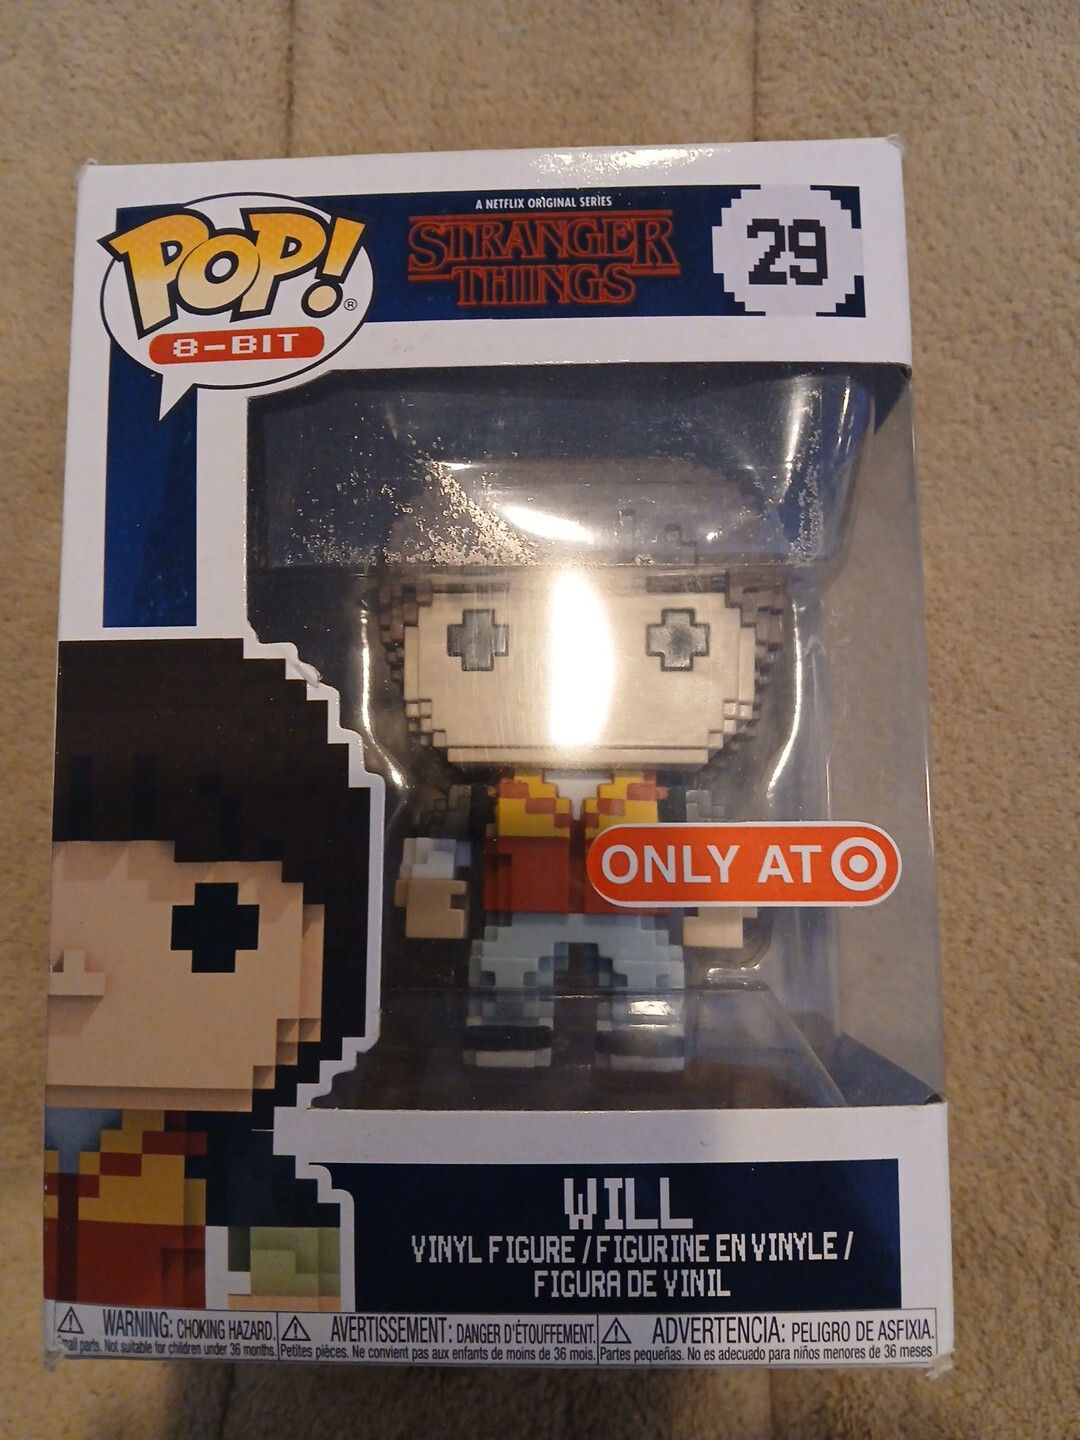 POP!®
8-BIT
A NETFLIX ORIGINAL SERIES
STRANGER
THINGS
29
ONLY AT
WILL
VINYL FIGURE / FIGURINE EN VINYLE /
FIGURA DE VINIL
WARNING: CHOKING HAZARD.
Small parts. Not suitable for children under 36 months.
AVERTISSEMENT: DANGER D'ÉTOUFFEMENT.
Petites pièces. Ne convient pas aux enfants de moins de 36 mois.
ADVERTENCIA: PELIGRO DE ASFIXIA.
Partes pequeñas. No es adecuado para niños menores de 36 meses